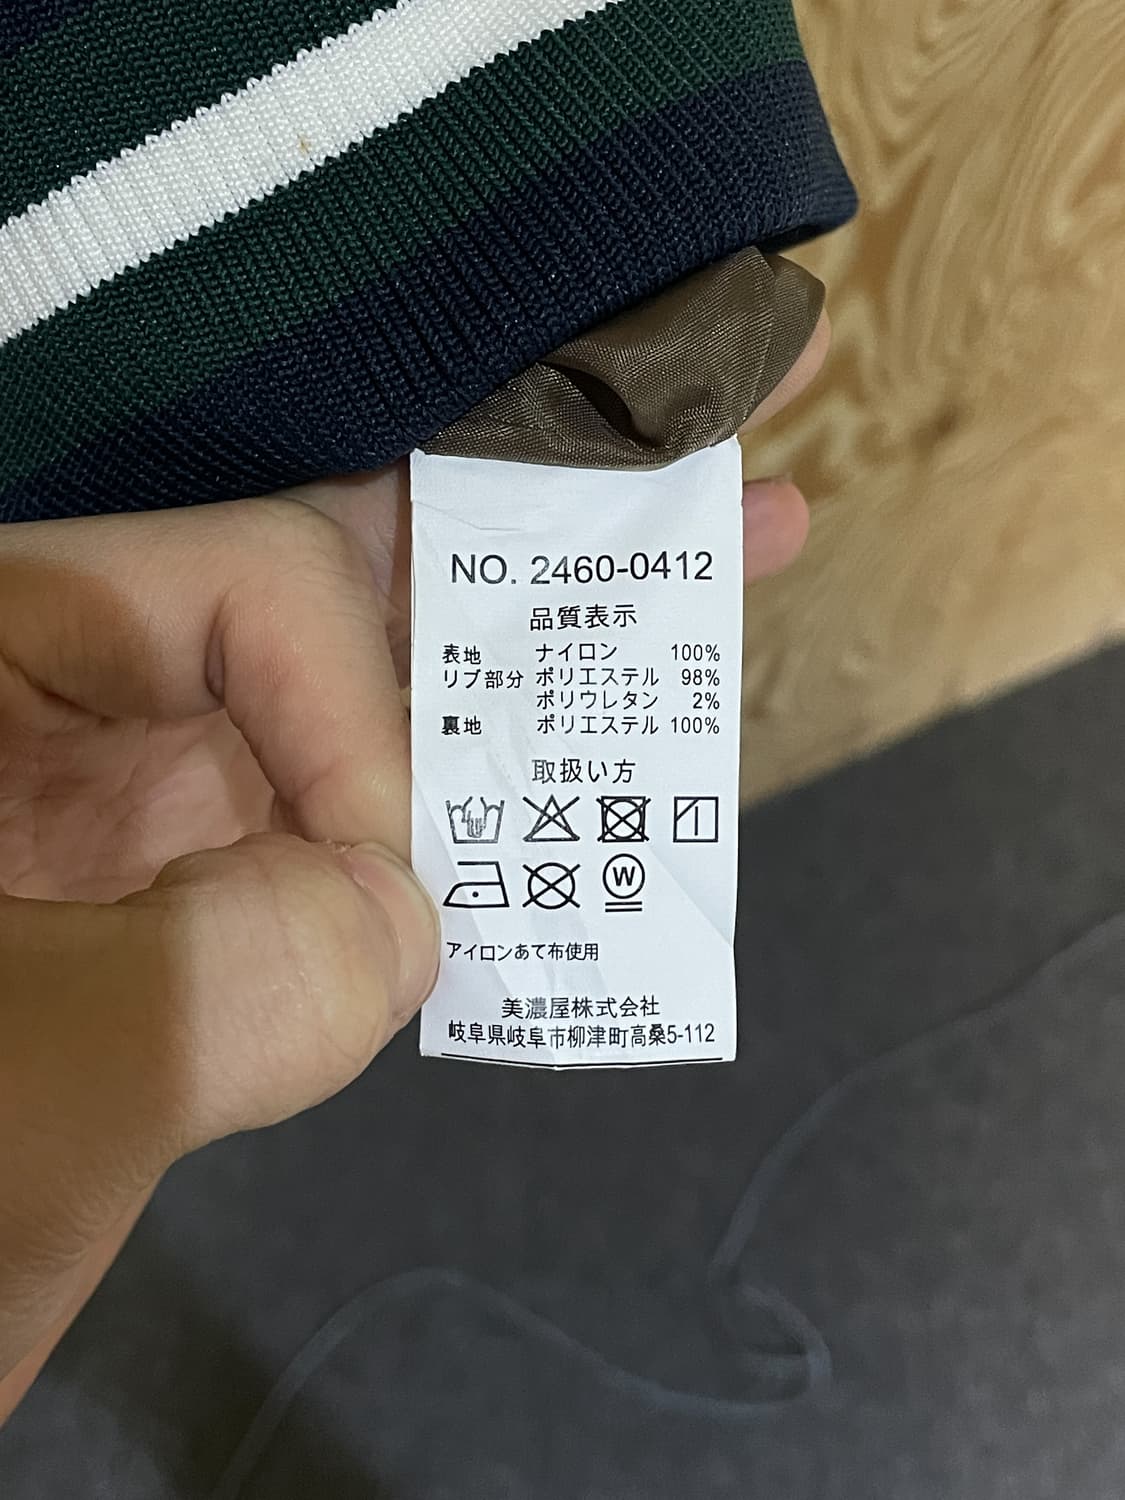 NO. 2460-0412
品質表示
表地 ナイロン 100%
リブ部分 ポリエステル 98%
ポリウレタン 2%
裏地 ポリエステル 100%
取扱い方
W
アイロンあて布使用
美濃屋株式会社
岐阜県岐阜市柳津町高桑5-112